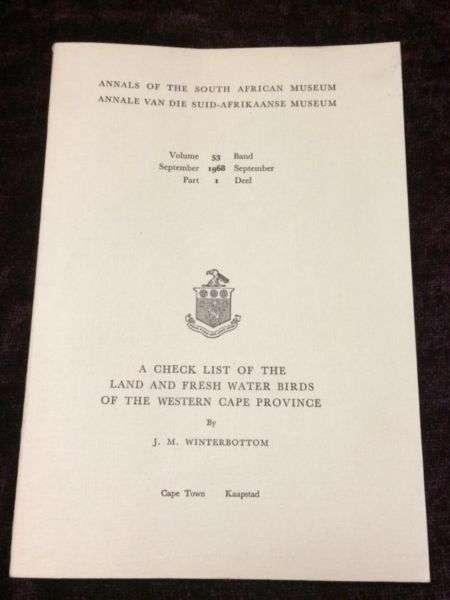 ANNALS OF THE SOUTH AFRICAN MUSEUM
ANNALE VAN DIE SUID-AFRIKAANSE MUSEUM
Volume 53 Band
September 1968 September
Part 1 Deel
A CHECK LIST OF THE
LAND AND FRESH WATER BIRDS
OF THE WESTERN CAPE PROVINCE
By
J. M. WINTERBOTTOM
Cape Town Kaapstad